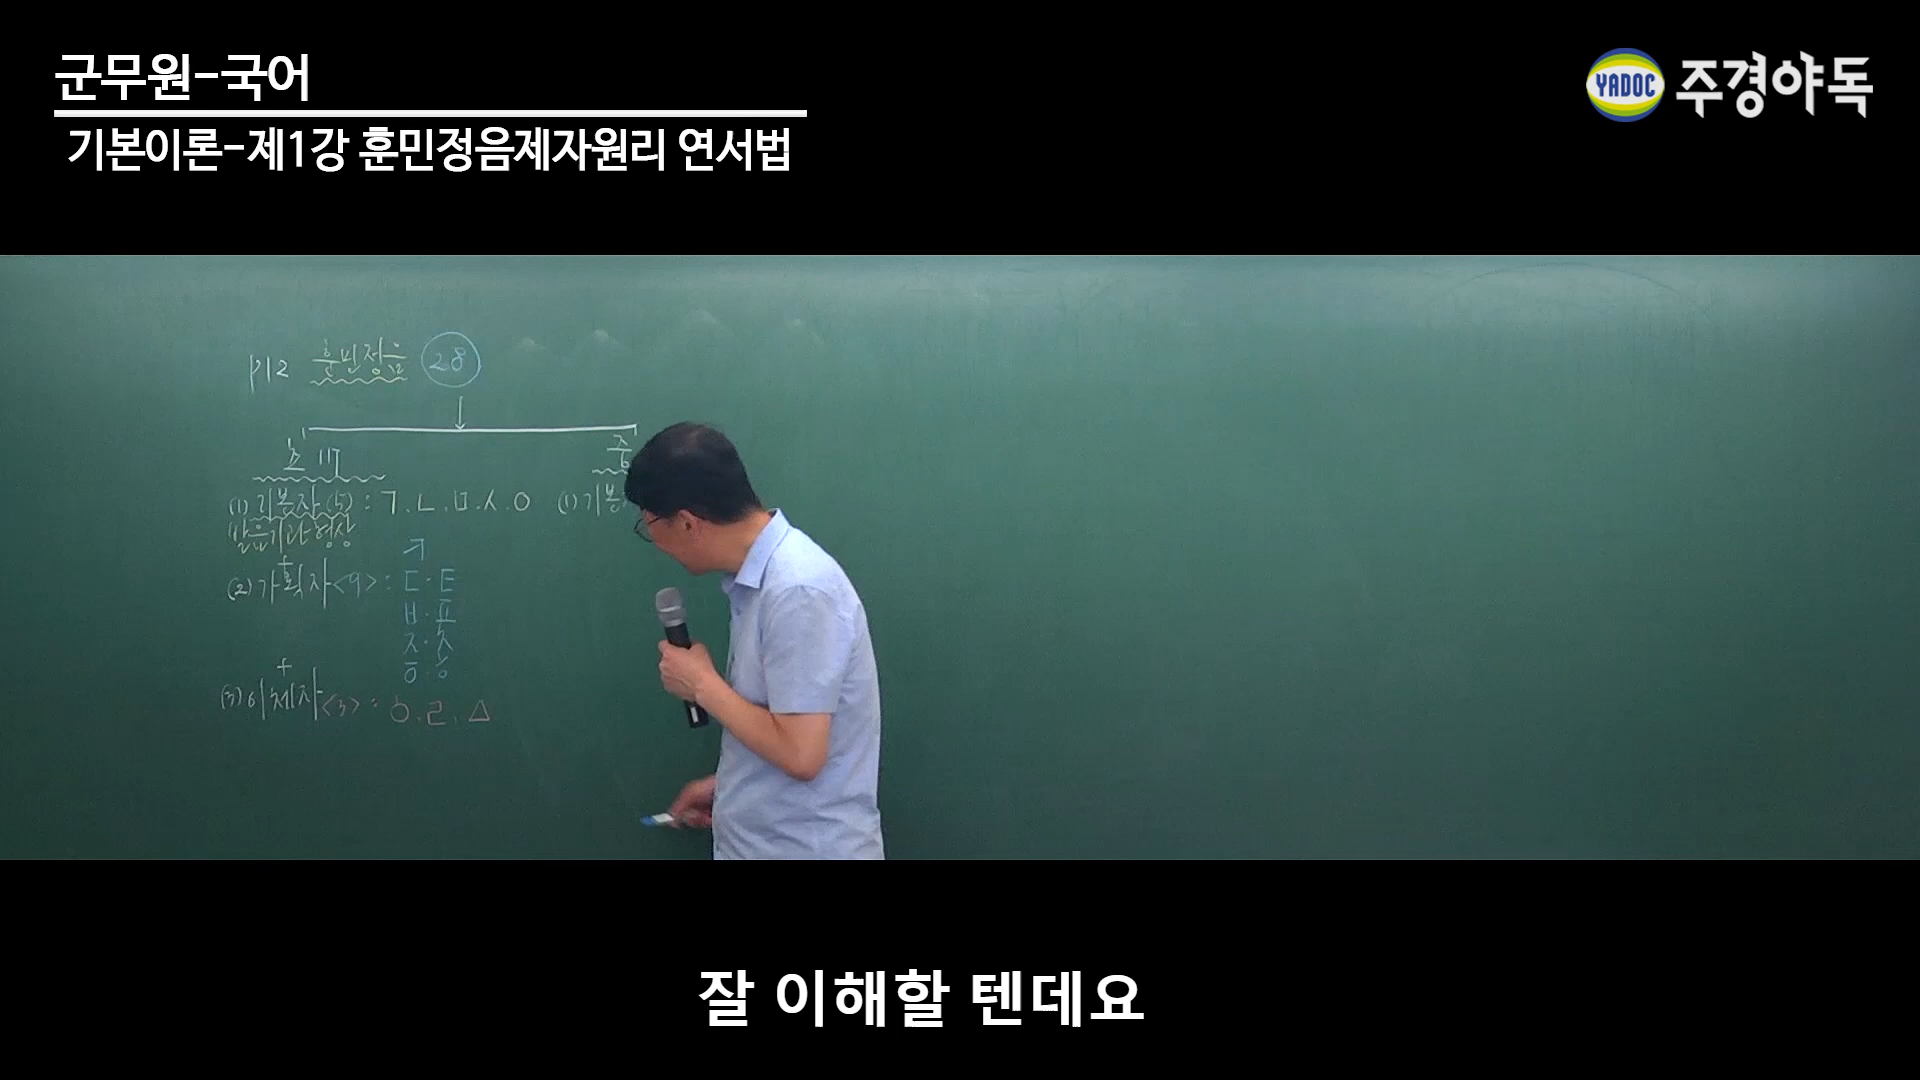 군무원-국어
YADOC 주경야독
기본이론-제1강 훈민정음제자원리 연서법
p12 훈민정음 28
초 17
중
(1) 기본자(5) : ㄱ.ㄴ.ㅁ.ㅅ.ㅇ
(1) 기본
발음기관 형상
ㅋ
+
(2) 가획자<9> : ㄷ.ㅌ
ㅂ.ㅍ
ㅈ.ㅊ
ㆆ.ㅎ
+
(3) 이체자<3> : ㆁ.ㄹ.ㅿ
잘 이해할 텐데요